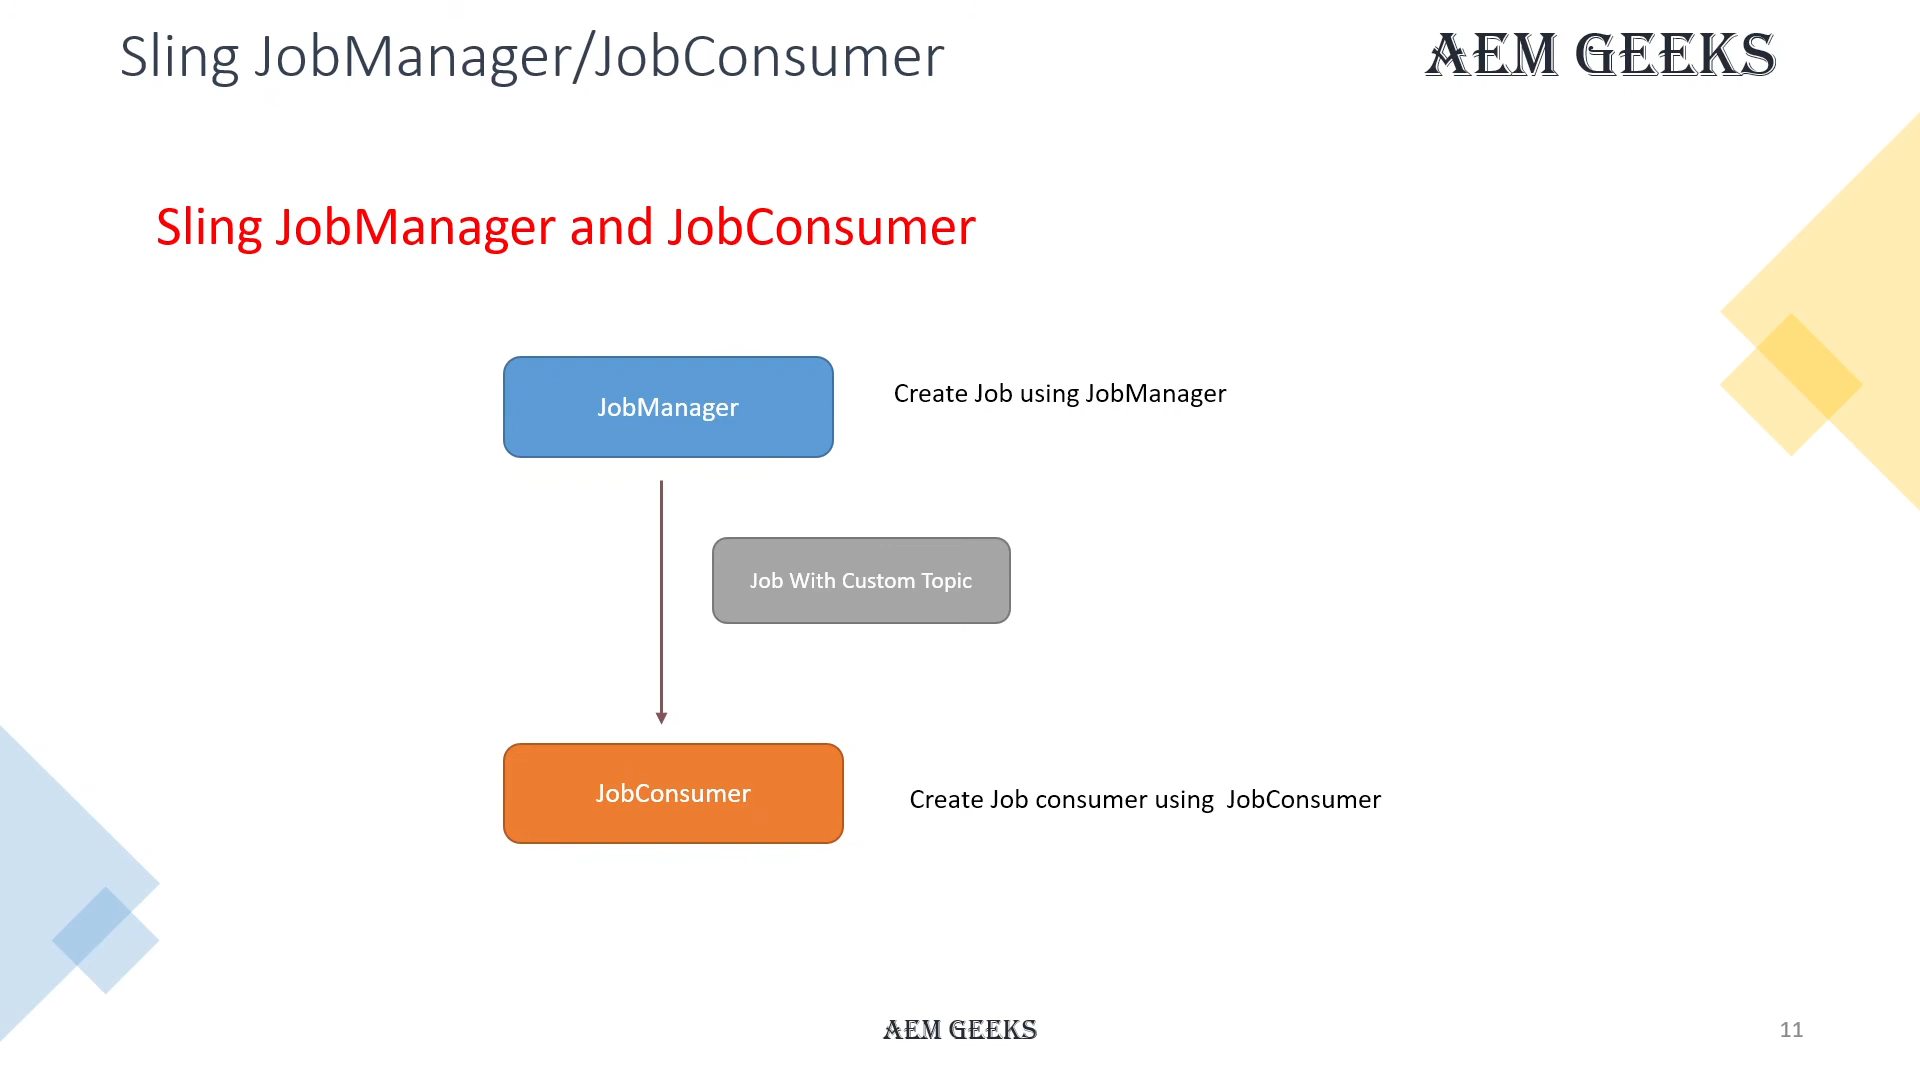 Sling JobManager/JobConsumer
AEM GEEKS
Sling JobManager and JobConsumer
JobManager
Create Job using JobManager
Job With Custom Topic
JobConsumer
Create Job consumer using  JobConsumer
AEM GEEKS
11